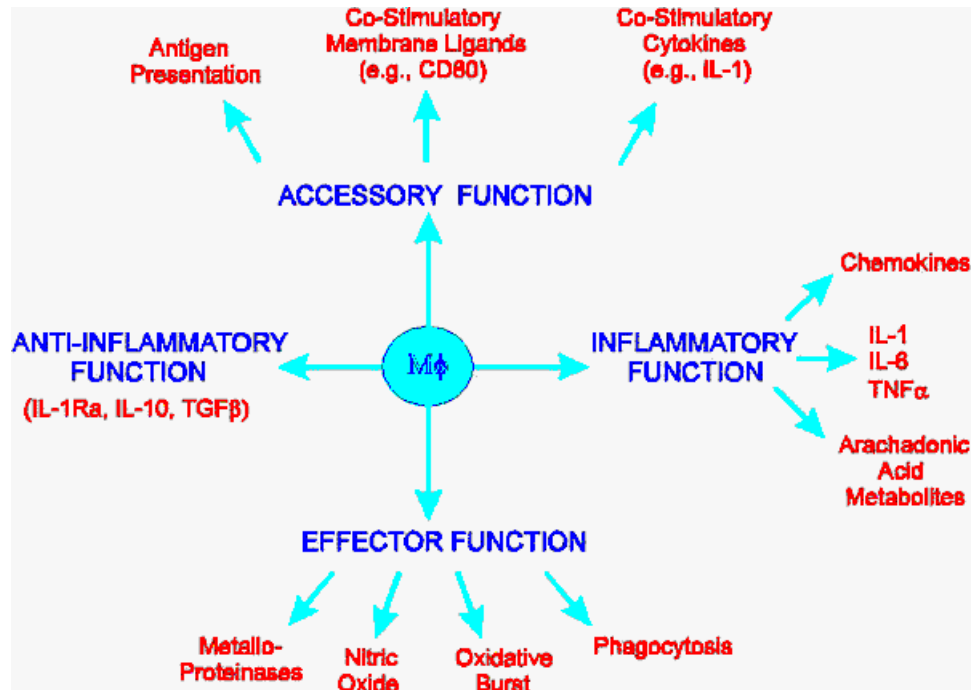 Antigen
Presentation
Co-Stimulatory
Membrane Ligands
(e.g., CD80)
Co-Stimulatory
Cytokines
(e.g., IL-1)
ACCESSORY FUNCTION
ANTI-INFLAMMATORY
FUNCTION
(IL-1Ra, IL-10, TGFβ)
Mϕ
INFLAMMATORY
FUNCTION
Chemokines
IL-1
IL-6
TNFα
Arachadonic
Acid
Metabolites
EFFECTOR FUNCTION
Metallo-
Proteinases
Nitric
Oxide
Oxidative
Burst
Phagocytosis